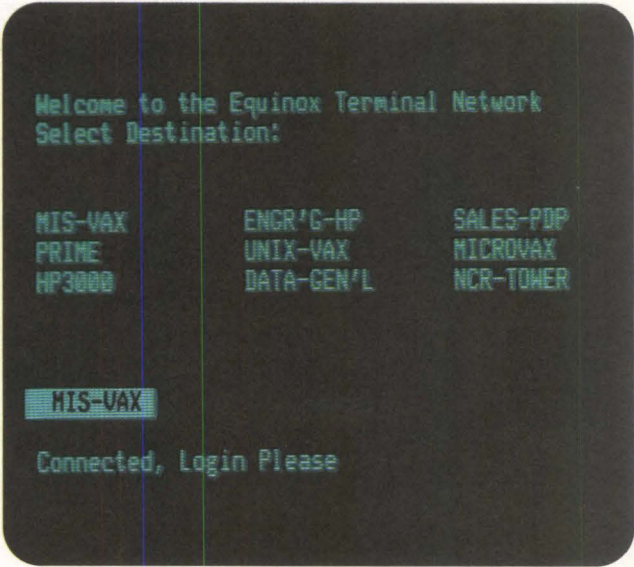 Welcome to the Equinox Terminal Network
Select Destination:
MIS-VAX ENGR'G-HP SALES-PDP
PRIME UNIX-VAX MICROVAX
HP3000 DATA-GEN'L NCR-TOWER
MIS-VAX
Connected, Login Please